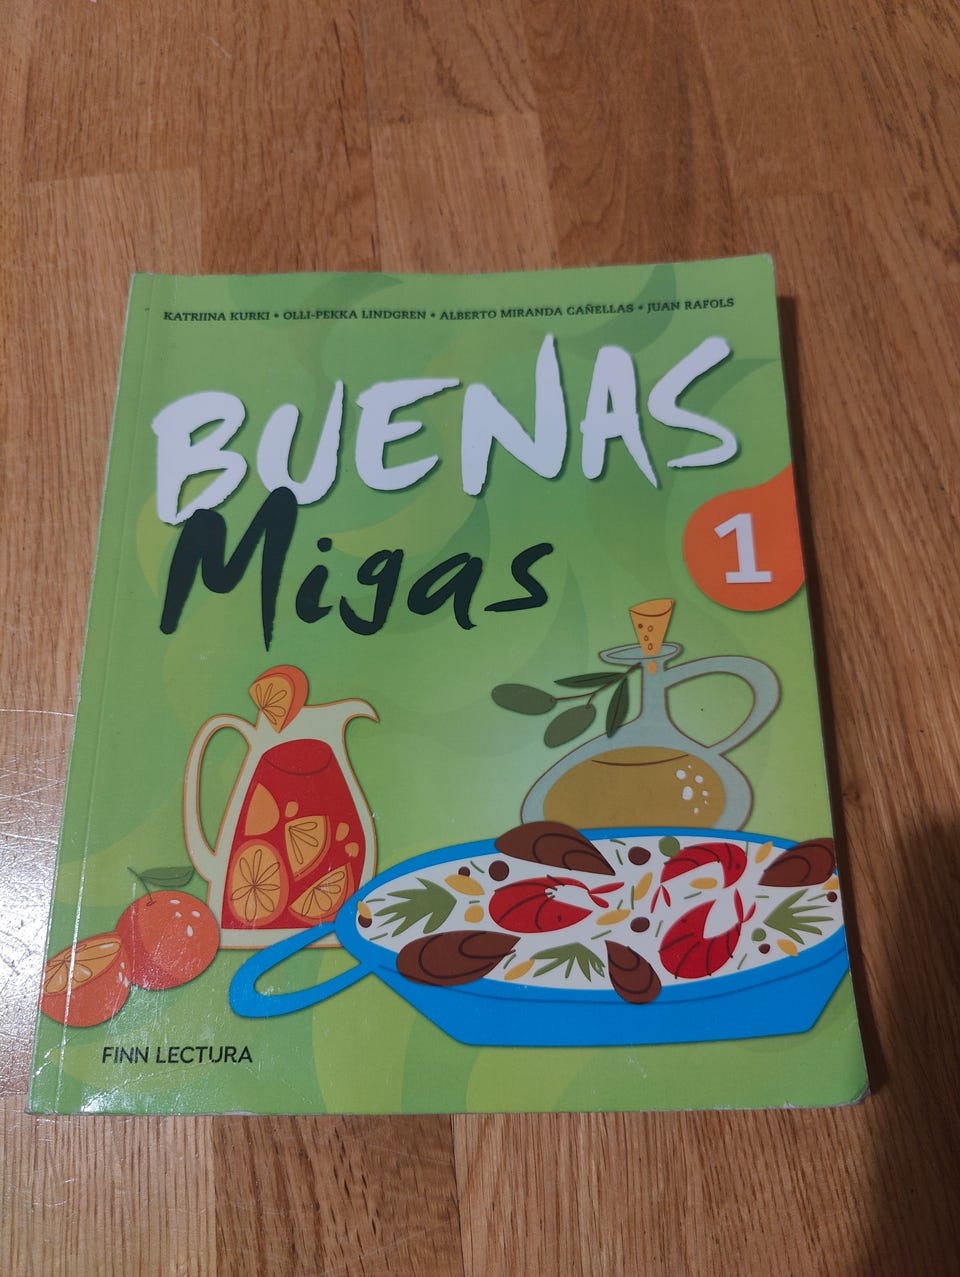 KATRIINA KURKI • OLLI-PEKKA LINDGREN • ALBERTO MIRANDA CAÑELLAS • JUAN RAFOLS
BUENAS
Migas
1
FINN LECTURA